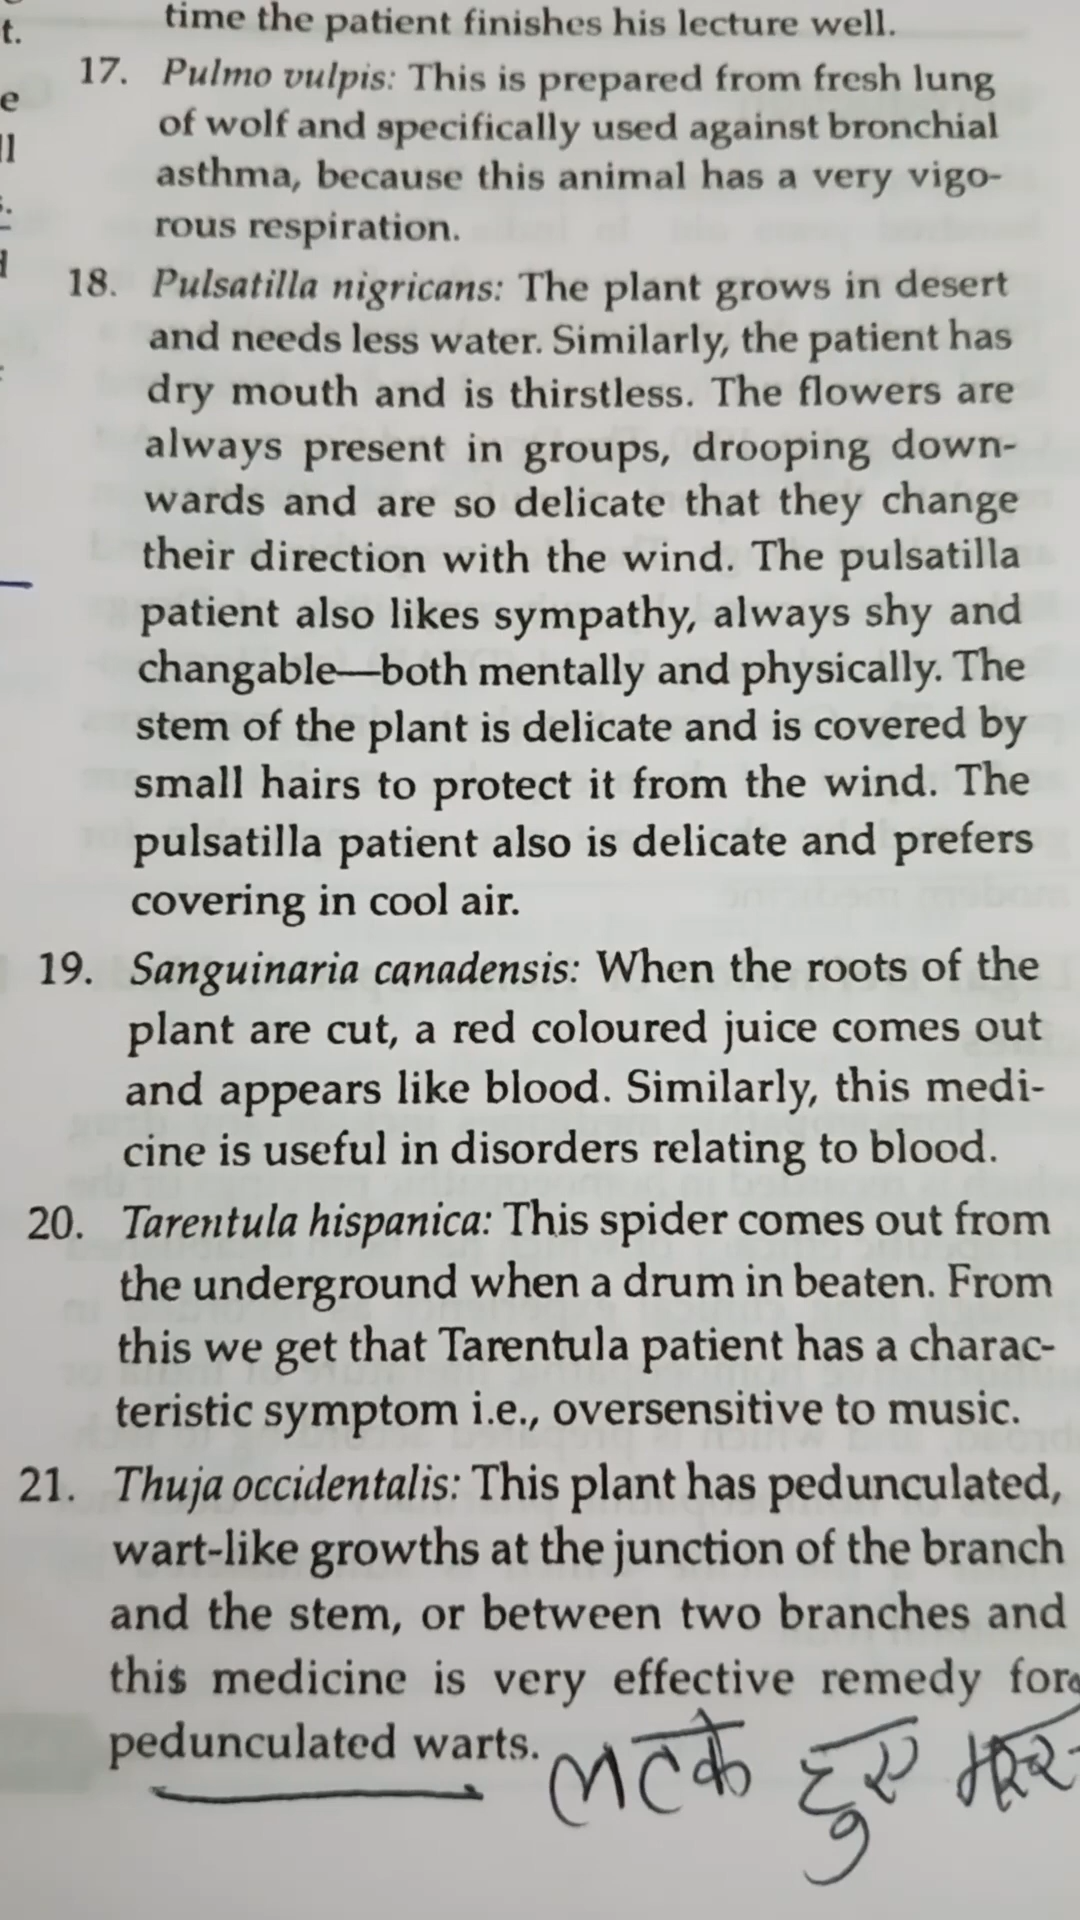 t.
e
ll
s.
d
time the patient finishes his lecture well.
17. Pulmo vulpis: This is prepared from fresh lung
of wolf and specifically used against bronchial
asthma, because this animal has a very vigo-
rous respiration.
18. Pulsatilla nigricans: The plant grows in desert
and needs less water. Similarly, the patient has
dry mouth and is thirstless. The flowers are
always present in groups, drooping down-
wards and are so delicate that they change
their direction with the wind. The pulsatilla
patient also likes sympathy, always shy and
changable—both mentally and physically. The
stem of the plant is delicate and is covered by
small hairs to protect it from the wind. The
pulsatilla patient also is delicate and prefers
covering in cool air.
19. Sanguinaria canadensis: When the roots of the
plant are cut, a red coloured juice comes out
and appears like blood. Similarly, this medi-
cine is useful in disorders relating to blood.
20. Tarentula hispanica: This spider comes out from
the underground when a drum in beaten. From
this we get that Tarentula patient has a charac-
teristic symptom i.e., oversensitive to music.
21. Thuja occidentalis: This plant has pedunculated,
wart-like growths at the junction of the branch
and the stem, or between two branches and
this medicine is very effective remedy for
pedunculated warts.
लटके हुए